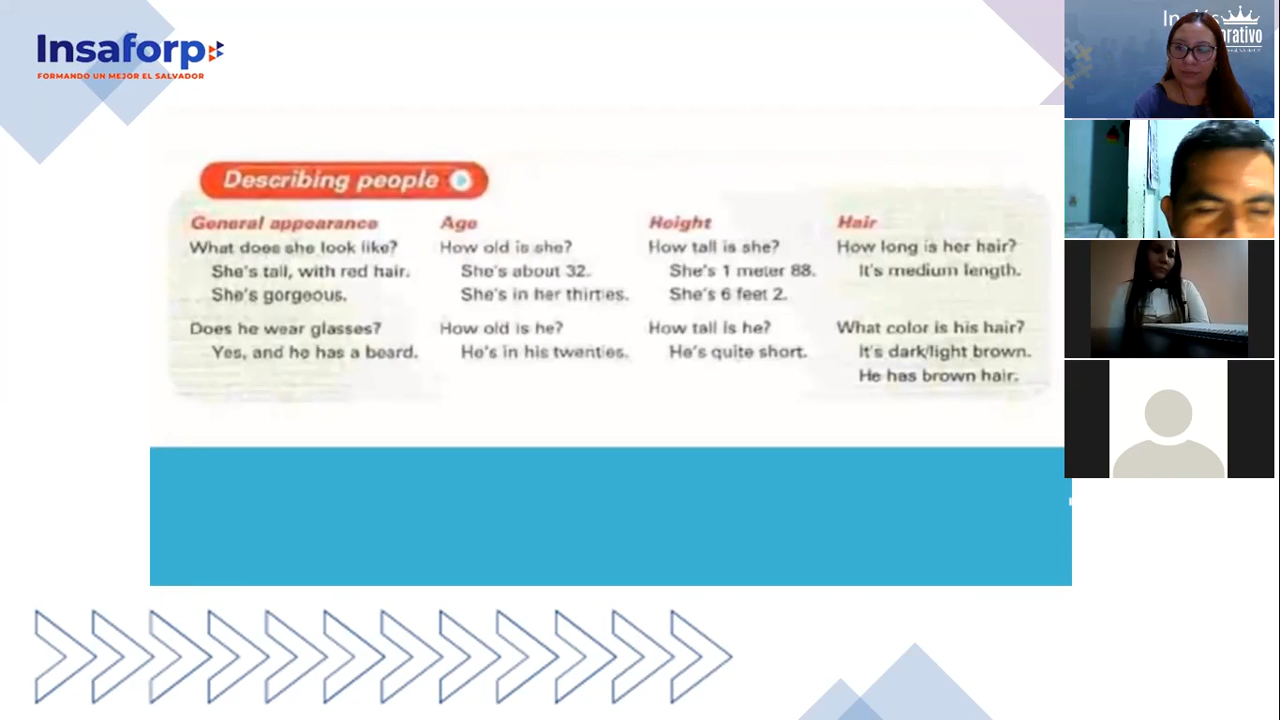 Insaforp
FORMANDO UN MEJOR EL SALVADOR
Describing people
General appearance
What does she look like?
She's tall, with red hair.
She's gorgeous.
Does he wear glasses?
Yes, and he has a beard.
Age
How old is she?
She's about 32.
She's in her thirties.
How old is he?
He's in his twenties.
Height
How tall is she?
She's 1 meter 88.
She's 6 feet 2.
How tall is he?
He's quite short.
Hair
How long is her hair?
It's medium length.
What color is his hair?
It's dark/light brown.
He has brown hair.